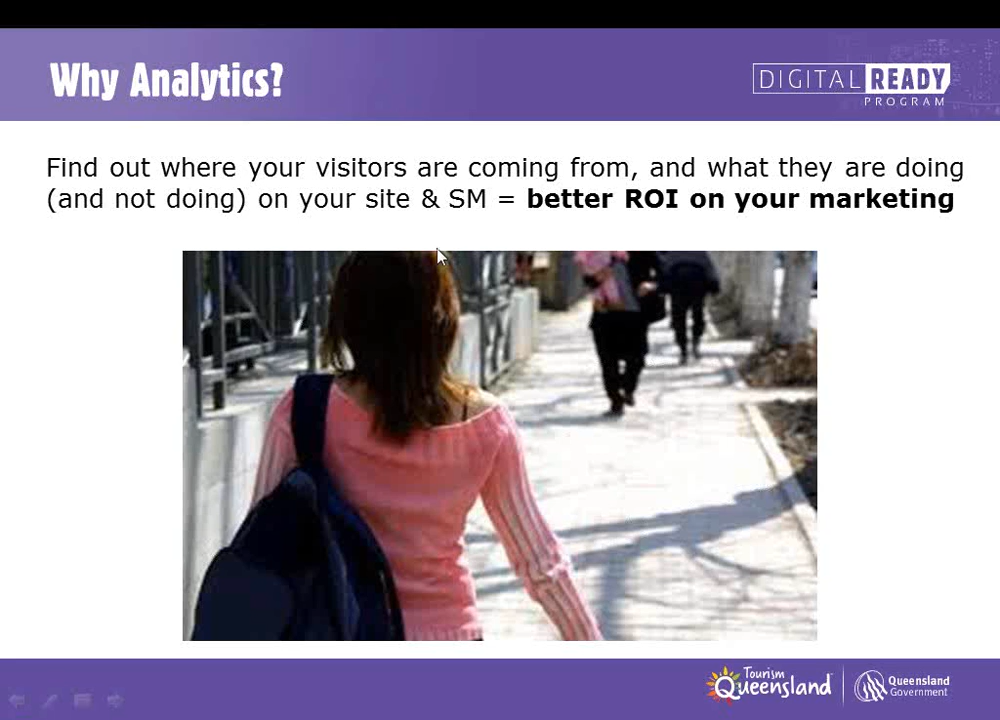 Why Analytics?
DIGITAL READY
PROGRAM
Find out where your visitors are coming from, and what they are doing
(and not doing) on your site & SM = better ROI on your marketing
Tourism
Queensland
Queensland
Government